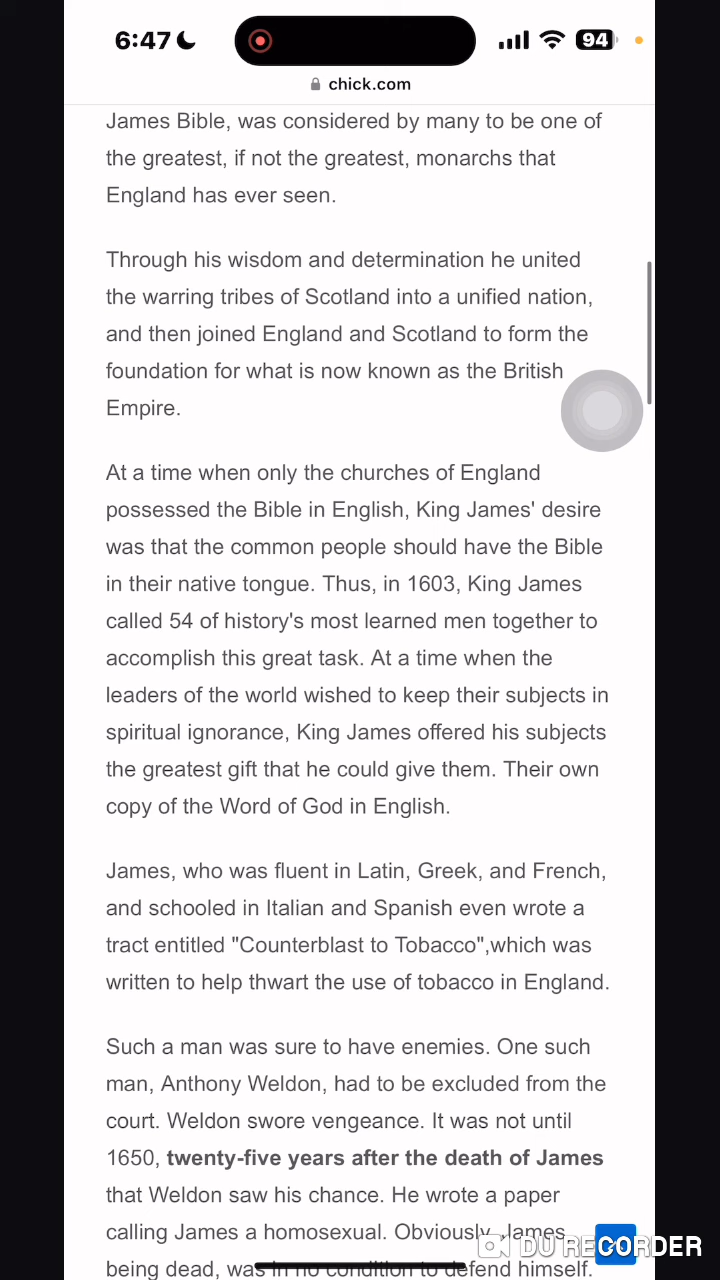 6:47
94
chick.com
James Bible, was considered by many to be one of
the greatest, if not the greatest, monarchs that
England has ever seen.
Through his wisdom and determination he united
the warring tribes of Scotland into a unified nation,
and then joined England and Scotland to form the
foundation for what is now known as the British
Empire.
At a time when only the churches of England
possessed the Bible in English, King James' desire
was that the common people should have the Bible
in their native tongue. Thus, in 1603, King James
called 54 of history's most learned men together to
accomplish this great task. At a time when the
leaders of the world wished to keep their subjects in
spiritual ignorance, King James offered his subjects
the greatest gift that he could give them. Their own
copy of the Word of God in English.
James, who was fluent in Latin, Greek, and French,
and schooled in Italian and Spanish even wrote a
tract entitled "Counterblast to Tobacco",which was
written to help thwart the use of tobacco in England.
Such a man was sure to have enemies. One such
man, Anthony Weldon, had to be excluded from the
court. Weldon swore vengeance. It was not until
1650, twenty-five years after the death of James
that Weldon saw his chance. He wrote a paper
calling James a homosexual. Obviously, James
being dead, was in no condition to defend himself.
DU RECORDER